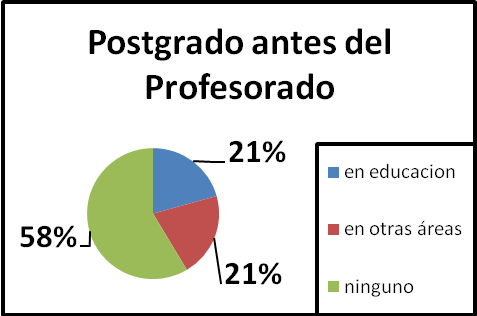 Postgrado antes del
Profesorado
21%
58%
21%
en educacion
en otras áreas
ninguno